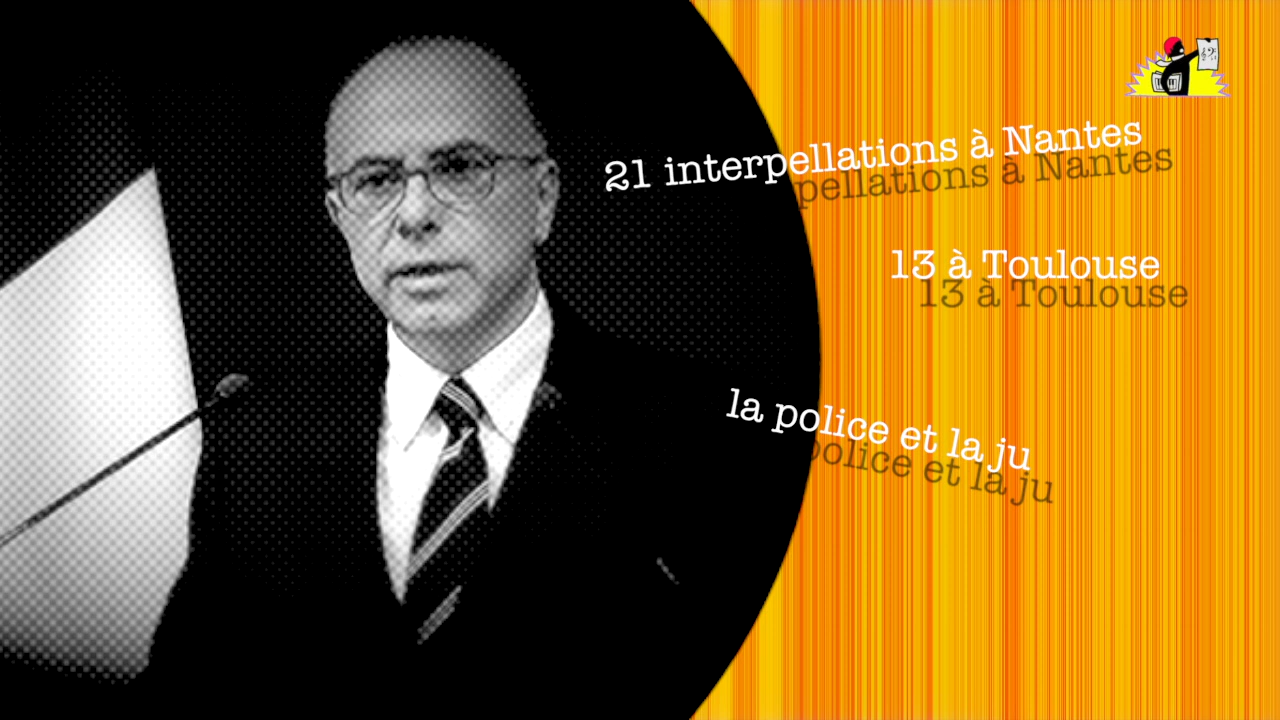 21 interpellations à Nantes
13 à Toulouse
la police et la ju